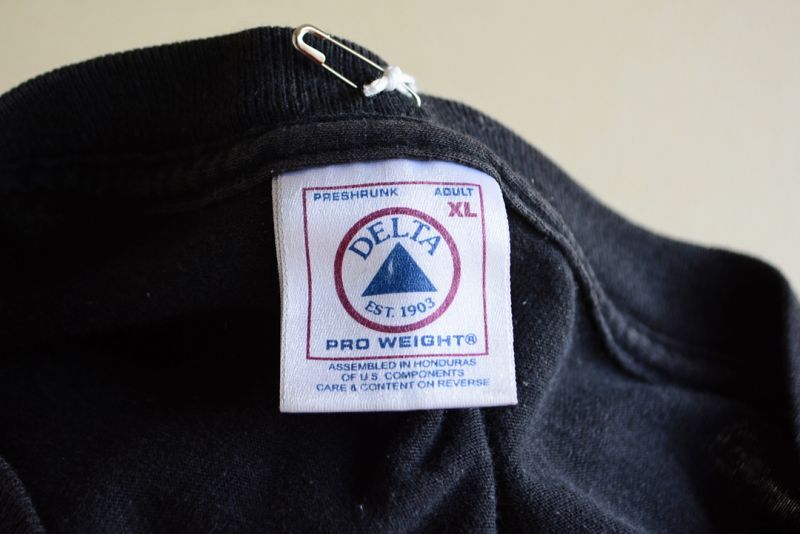 PRESHRUNK ADULT
XL
DELTA
EST. 1903
PRO WEIGHT®
ASSEMBLED IN HONDURAS
OF U.S. COMPONENTS
CARE & CONTENT ON REVERSE